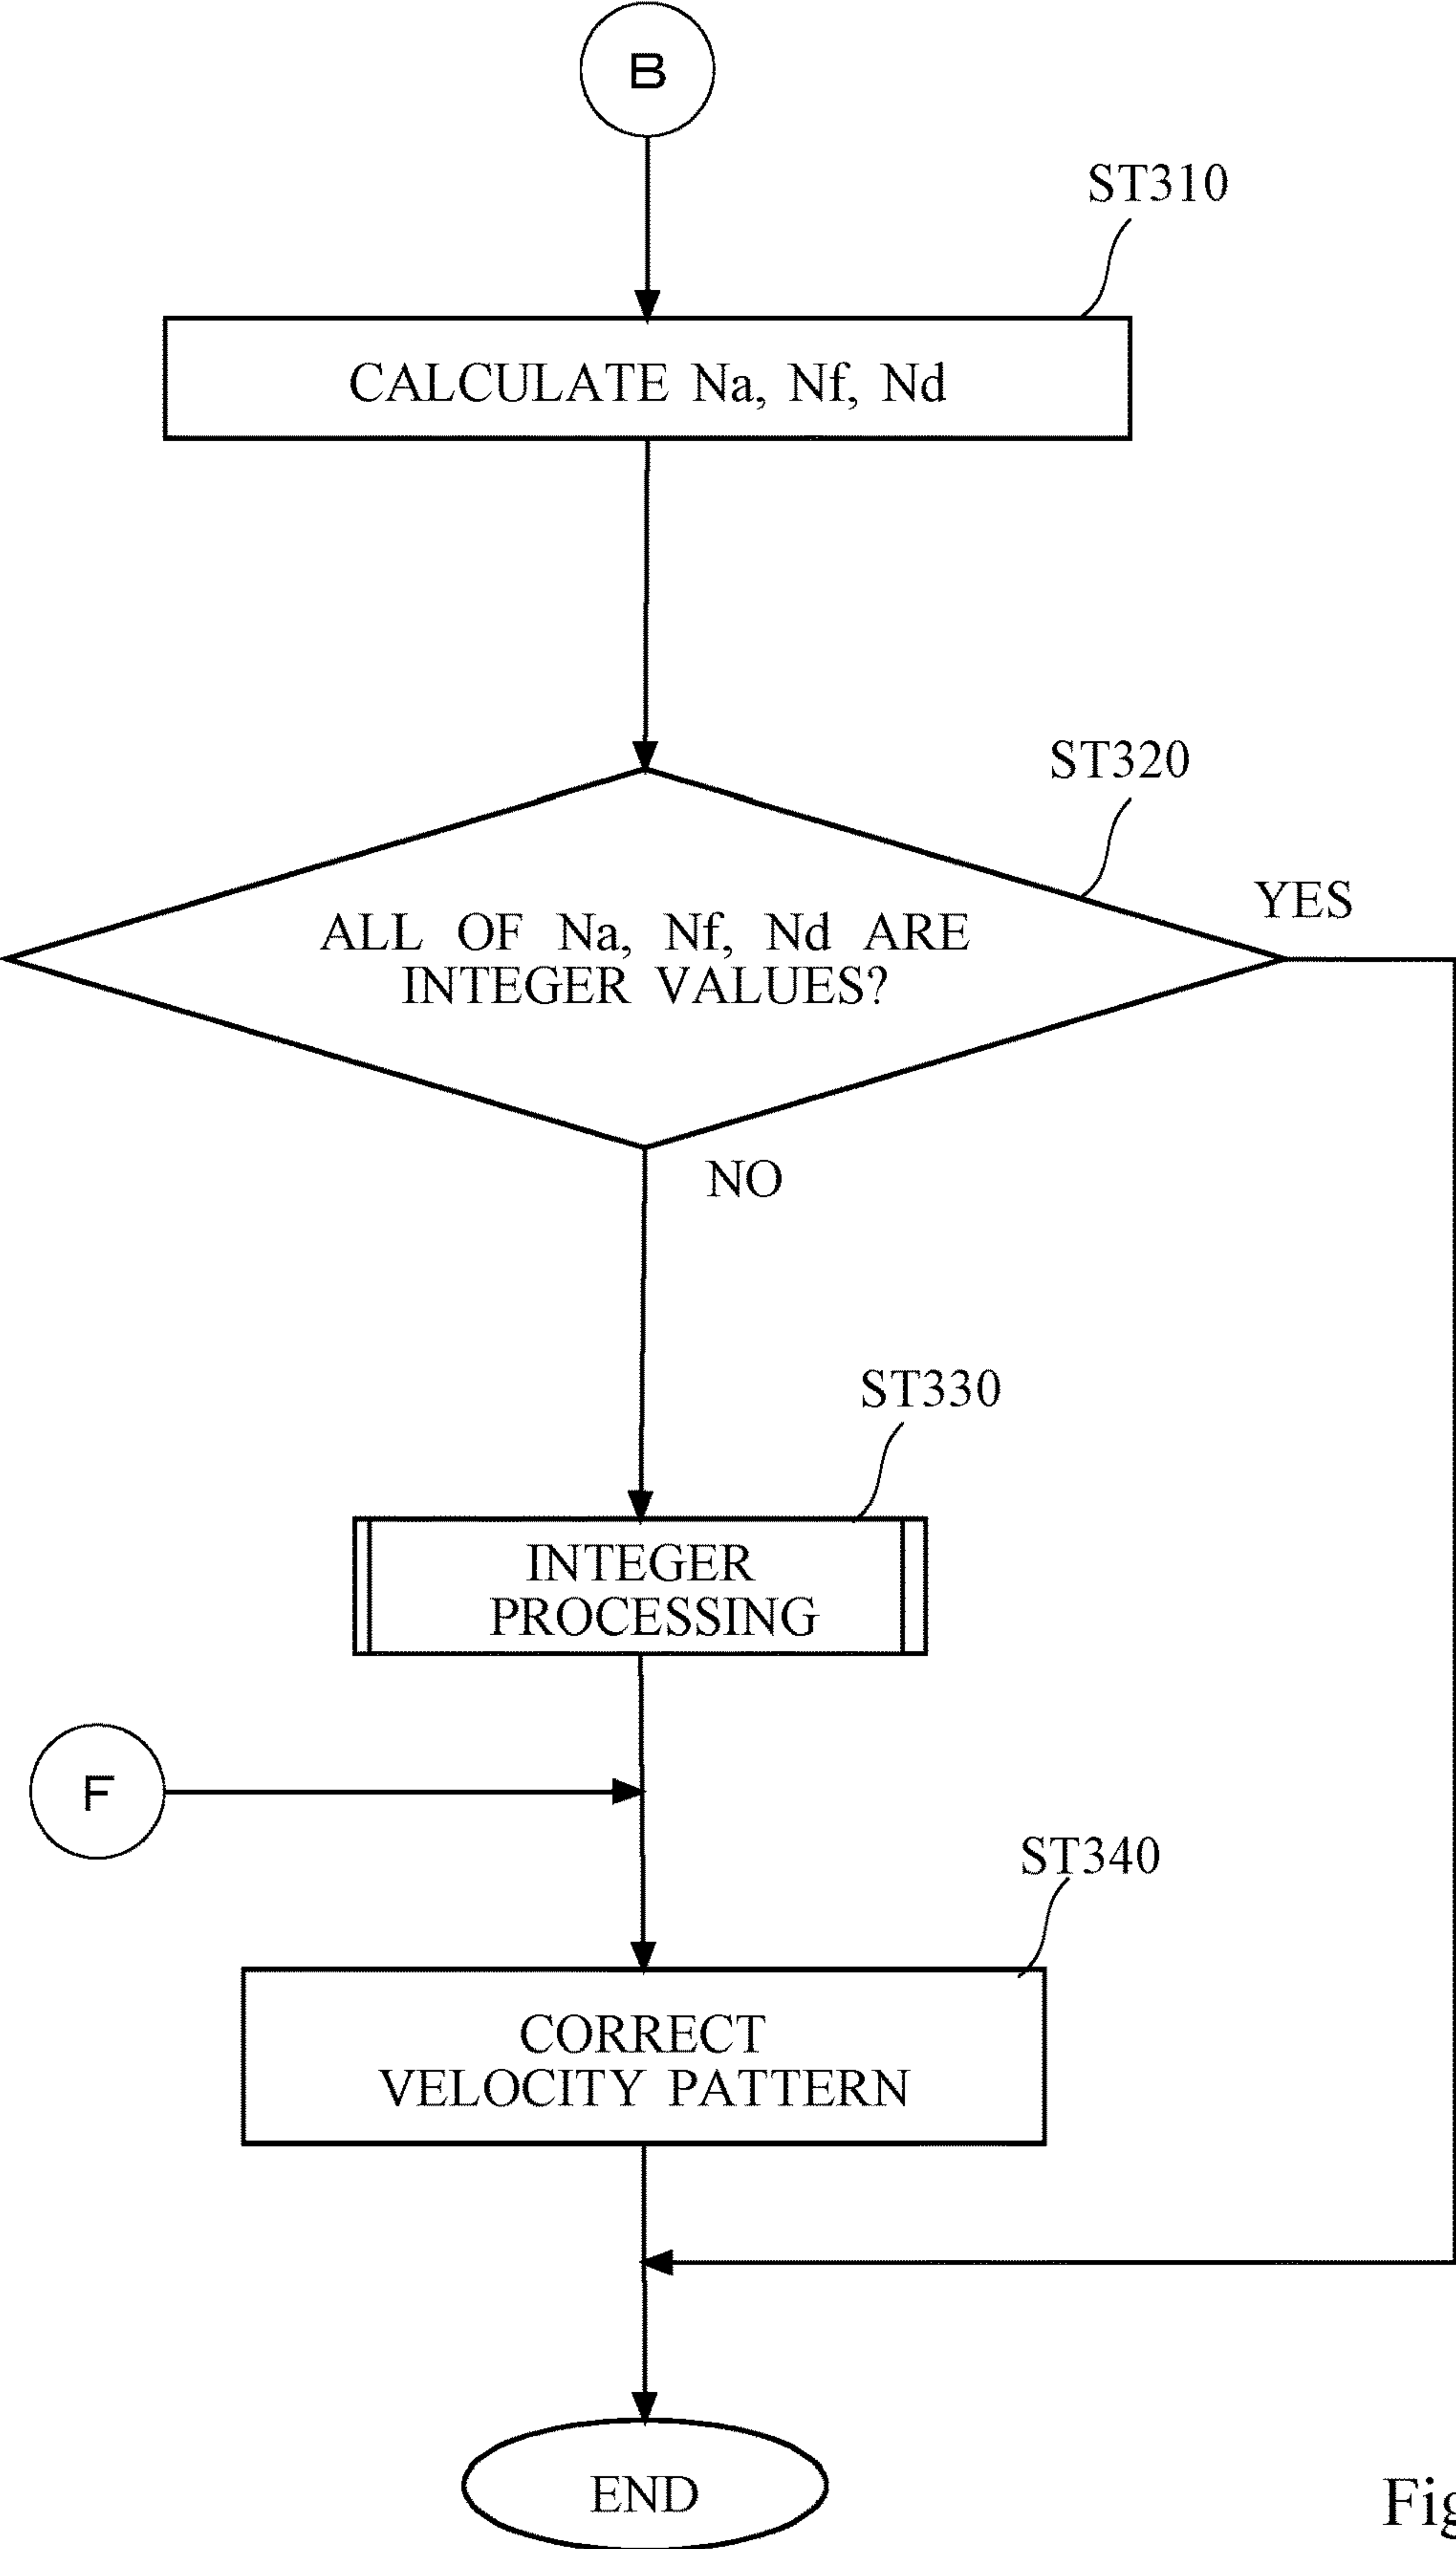 B
ST310
CALCULATE Na, Nf, Nd
ST320
YES
ALL OF Na, Nf, Nd ARE
INTEGER VALUES?
NO
ST330
INTEGER
PROCESSING
F
ST340
CORRECT
VELOCITY PATTERN
END
Fig